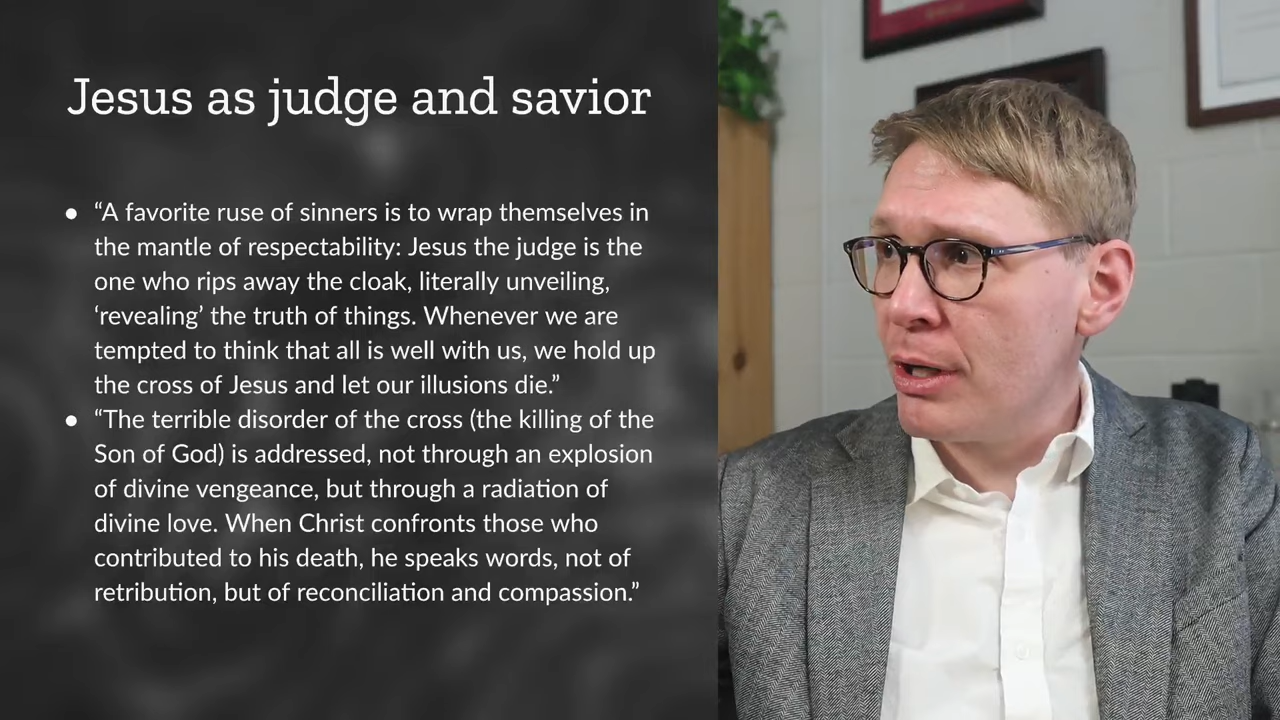 Jesus as judge and savior
● “A favorite ruse of sinners is to wrap themselves in
the mantle of respectability: Jesus the judge is the
one who rips away the cloak, literally unveiling,
‘revealing’ the truth of things. Whenever we are
tempted to think that all is well with us, we hold up
the cross of Jesus and let our illusions die.”
● “The terrible disorder of the cross (the killing of the
Son of God) is addressed, not through an explosion
of divine vengeance, but through a radiation of
divine love. When Christ confronts those who
contributed to his death, he speaks words, not of
retribution, but of reconciliation and compassion.”